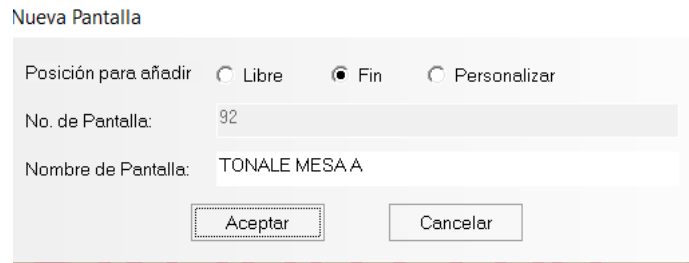 Nueva Pantalla
Posición para añadir Libre Fin Personalizar
No. de Pantalla: 92
Nombre de Pantalla: TONALE MESA A
Aceptar Cancelar